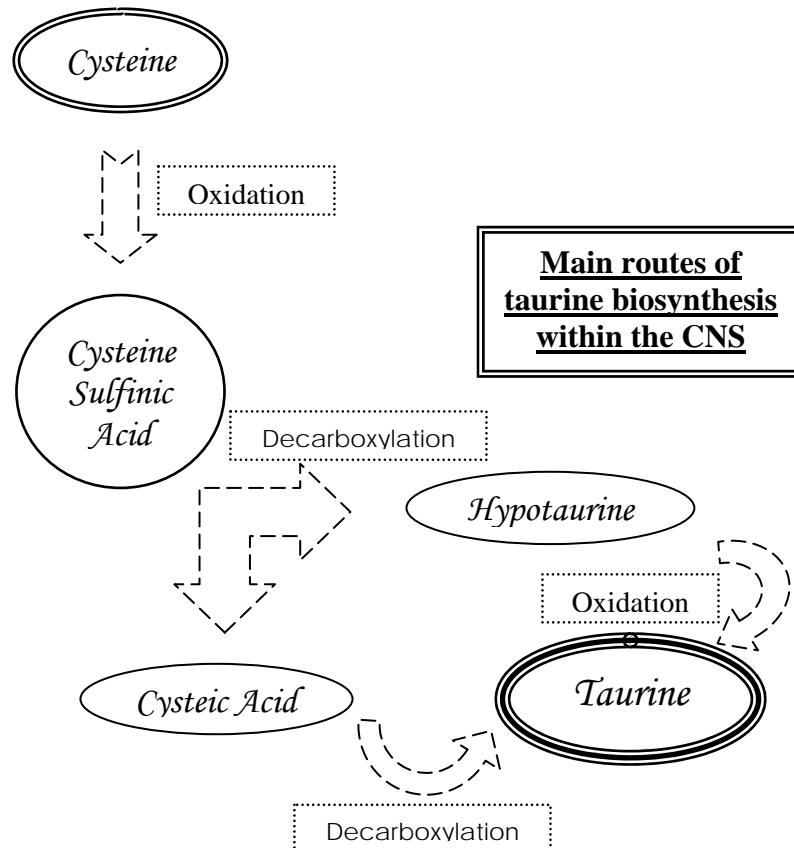 Cysteine
Oxidation
Main routes of
taurine biosynthesis
within the CNS
Cysteine
Sulfinic
Acid
Decarboxylation
Hypotaurine
Oxidation
Taurine
Cysteic Acid
Decarboxylation